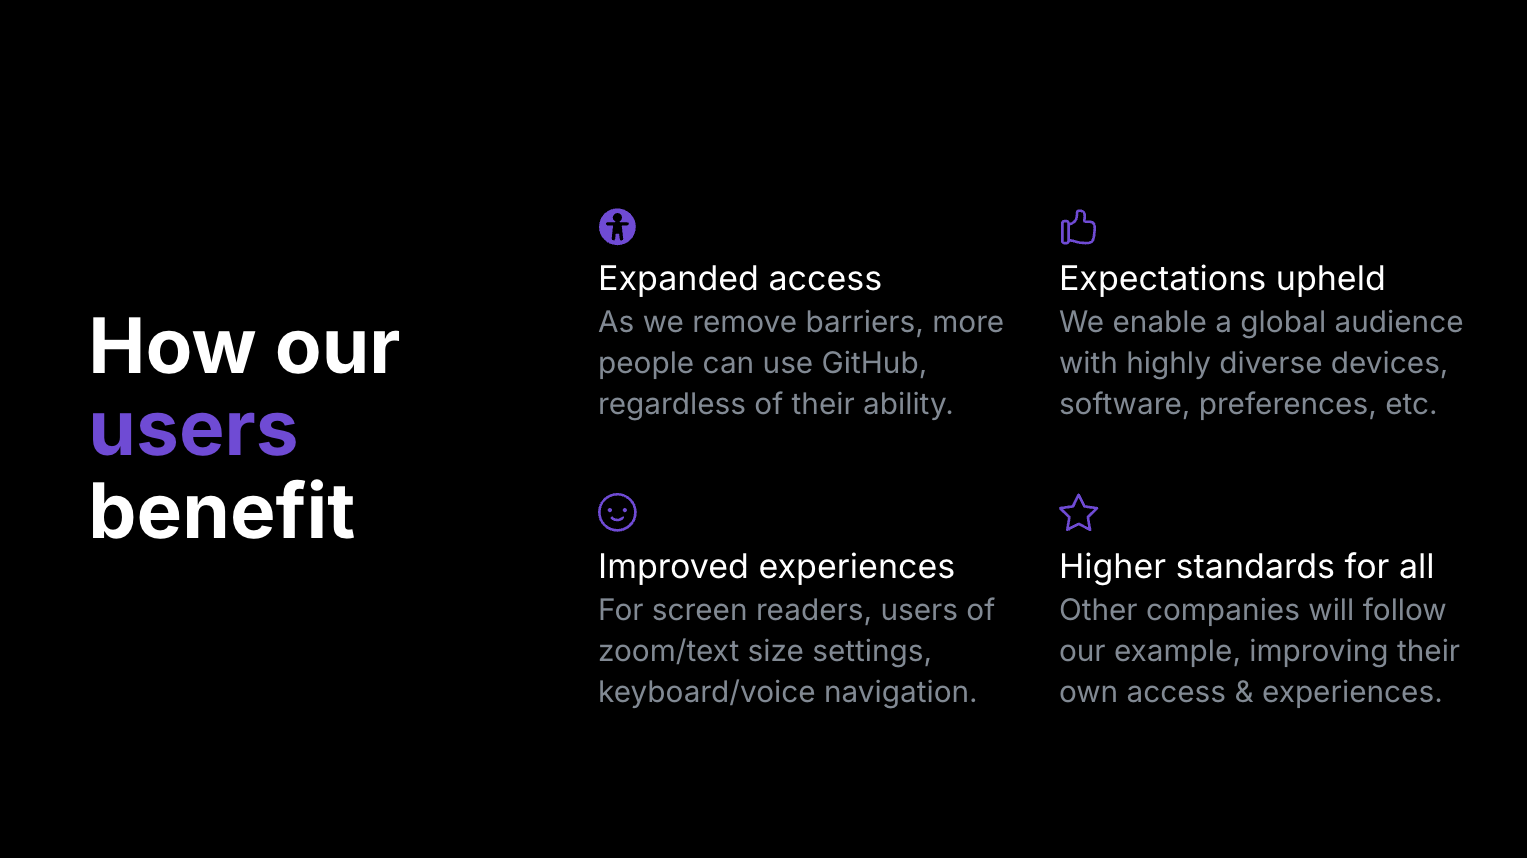 How our
users
benefit
Expanded access
As we remove barriers, more
people can use GitHub,
regardless of their ability.
Expectations upheld
We enable a global audience
with highly diverse devices,
software, preferences, etc.
Improved experiences
For screen readers, users of
zoom/text size settings,
keyboard/voice navigation.
Higher standards for all
Other companies will follow
our example, improving their
own access & experiences.